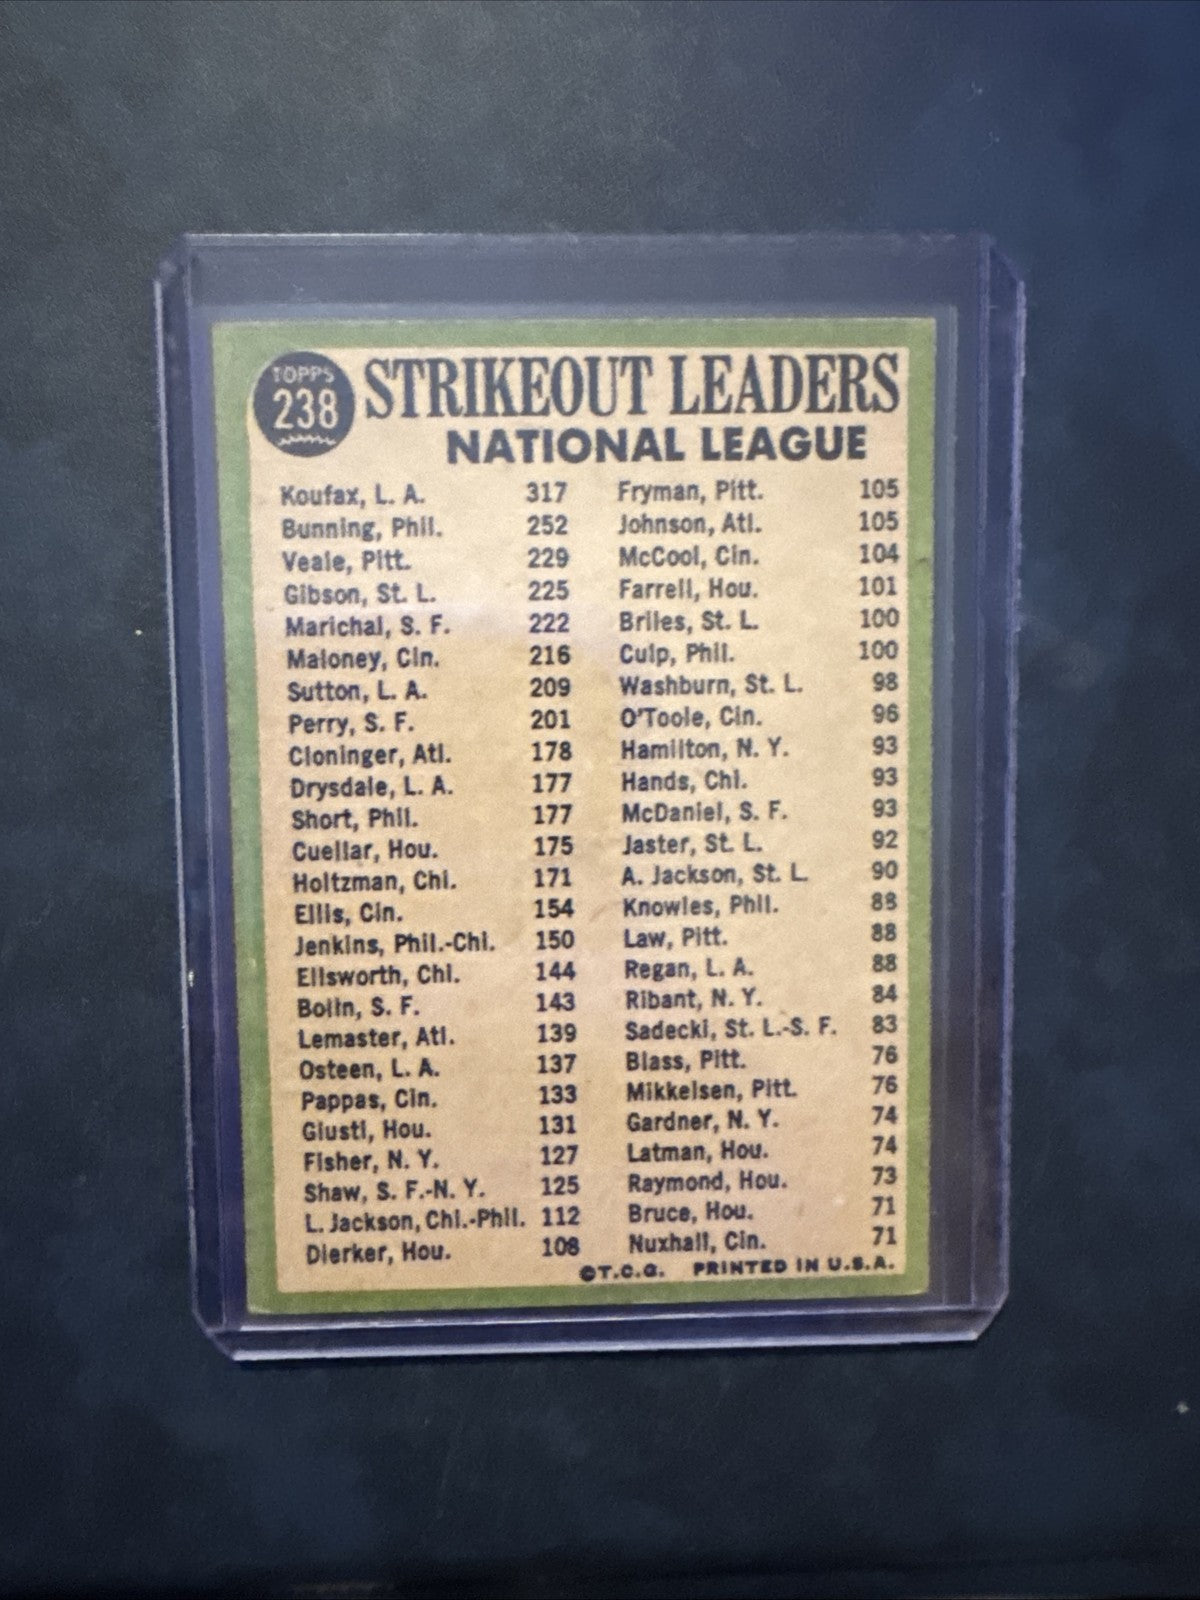 TOPPS
238
STRIKEOUT LEADERS
NATIONAL LEAGUE
Koufax, L. A. 317
Bunning, Phil. 252
Veale, Pitt. 229
Gibson, St. L. 225
Marichal, S. F. 222
Maloney, Cin. 216
Sutton, L. A. 209
Perry, S. F. 201
Cloninger, Atl. 178
Drysdale, L. A. 177
Short, Phil. 177
Cuellar, Hou. 175
Holtzman, Chi. 171
Ellis, Cin. 154
Jenkins, Phil.-Chi. 150
Ellsworth, Chi. 144
Bolin, S. F. 143
Lemaster, Atl. 139
Osteen, L. A. 137
Pappas, Cin. 133
Giusti, Hou. 131
Fisher, N. Y. 127
Shaw, S. F.-N. Y. 125
L. Jackson, Chi.-Phil. 112
Dierker, Hou. 108
Fryman, Pitt. 105
Johnson, Atl. 105
McCool, Cin. 104
Farrell, Hou. 101
Briles, St. L. 100
Culp, Phil. 100
Washburn, St. L. 98
O'Toole, Cin. 96
Hamilton, N. Y. 93
Hands, Chi. 93
McDaniel, S. F. 93
Jaster, St. L. 92
A. Jackson, St. L. 90
Knowles, Phil. 88
Law, Pitt. 88
Regan, L. A. 88
Ribant, N. Y. 84
Sadecki, St. L.-S. F. 83
Blass, Pitt. 76
Mikkelsen, Pitt. 76
Gardner, N. Y. 74
Latman, Hou. 74
Raymond, Hou. 73
Bruce, Hou. 71
Nuxhall, Cin. 71
©T.C.G. PRINTED IN U.S.A.